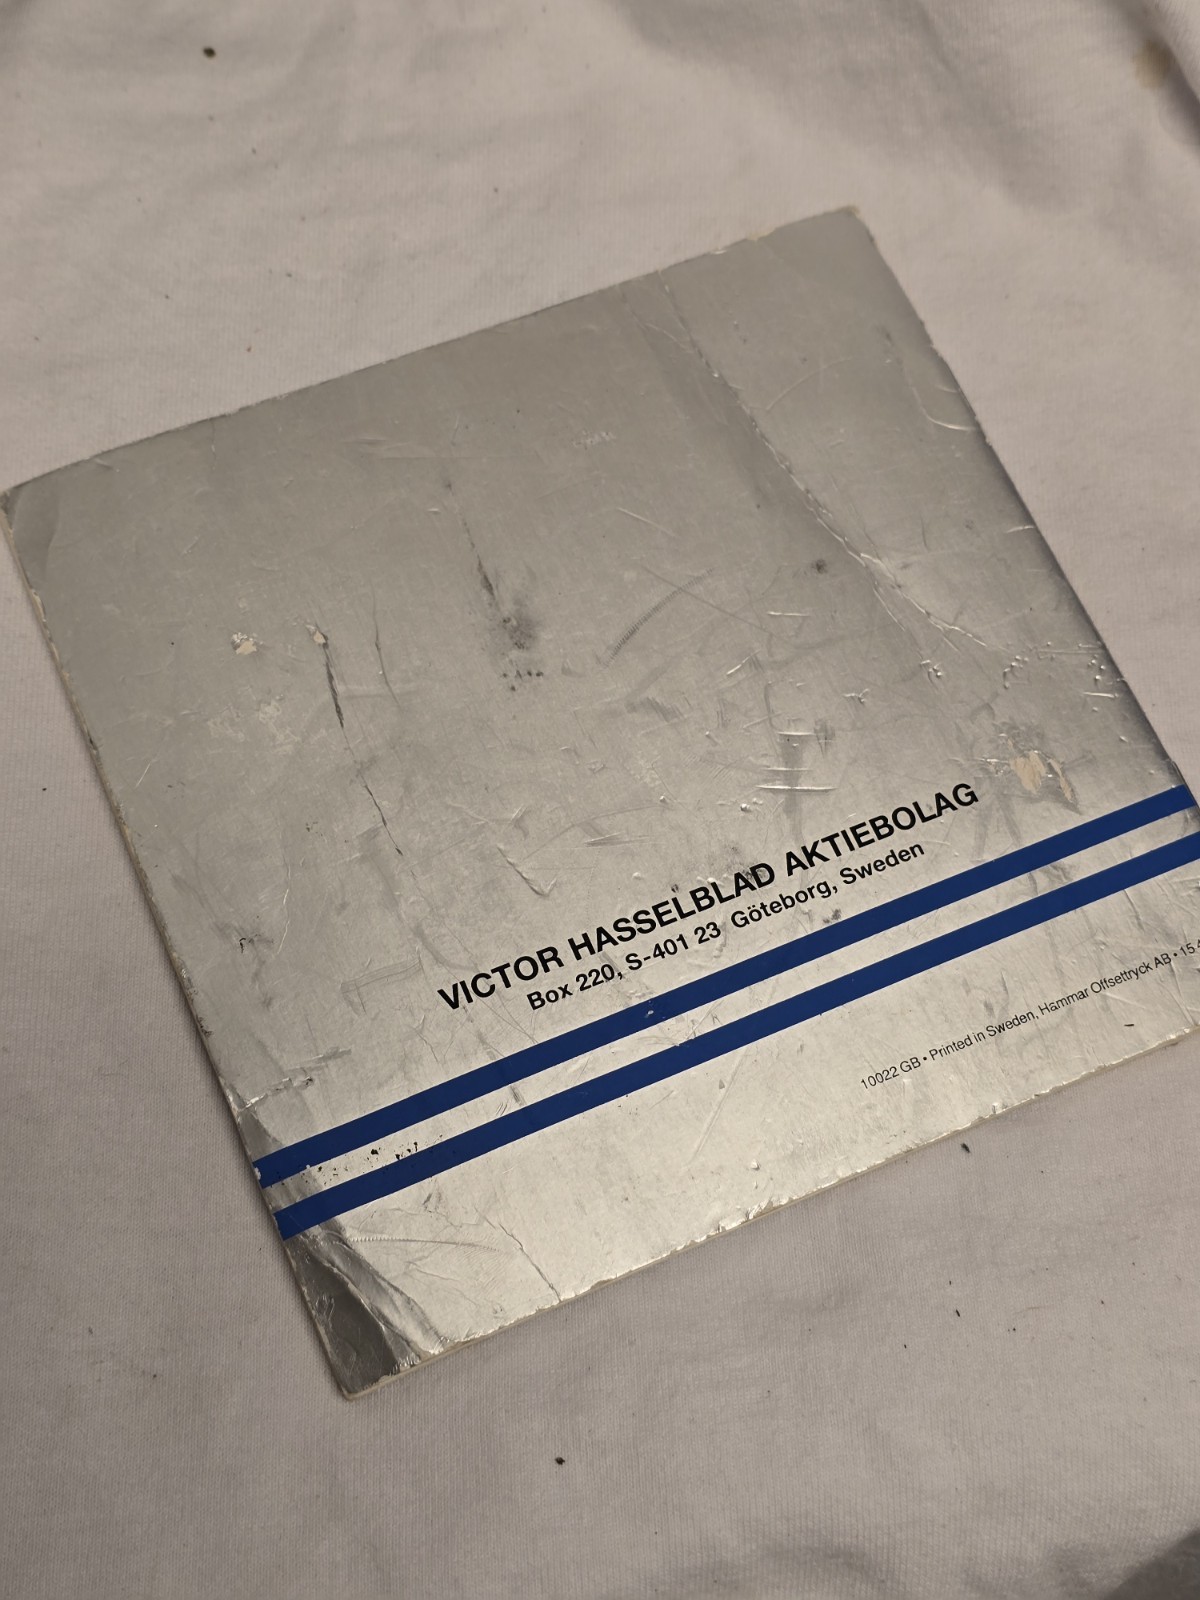 VICTOR HASSELBLAD AKTIEBOLAG
Box 220, S-401 23 Göteborg, Sweden
10022 GB • Printed in Sweden, Hammar Offsettryck AB •